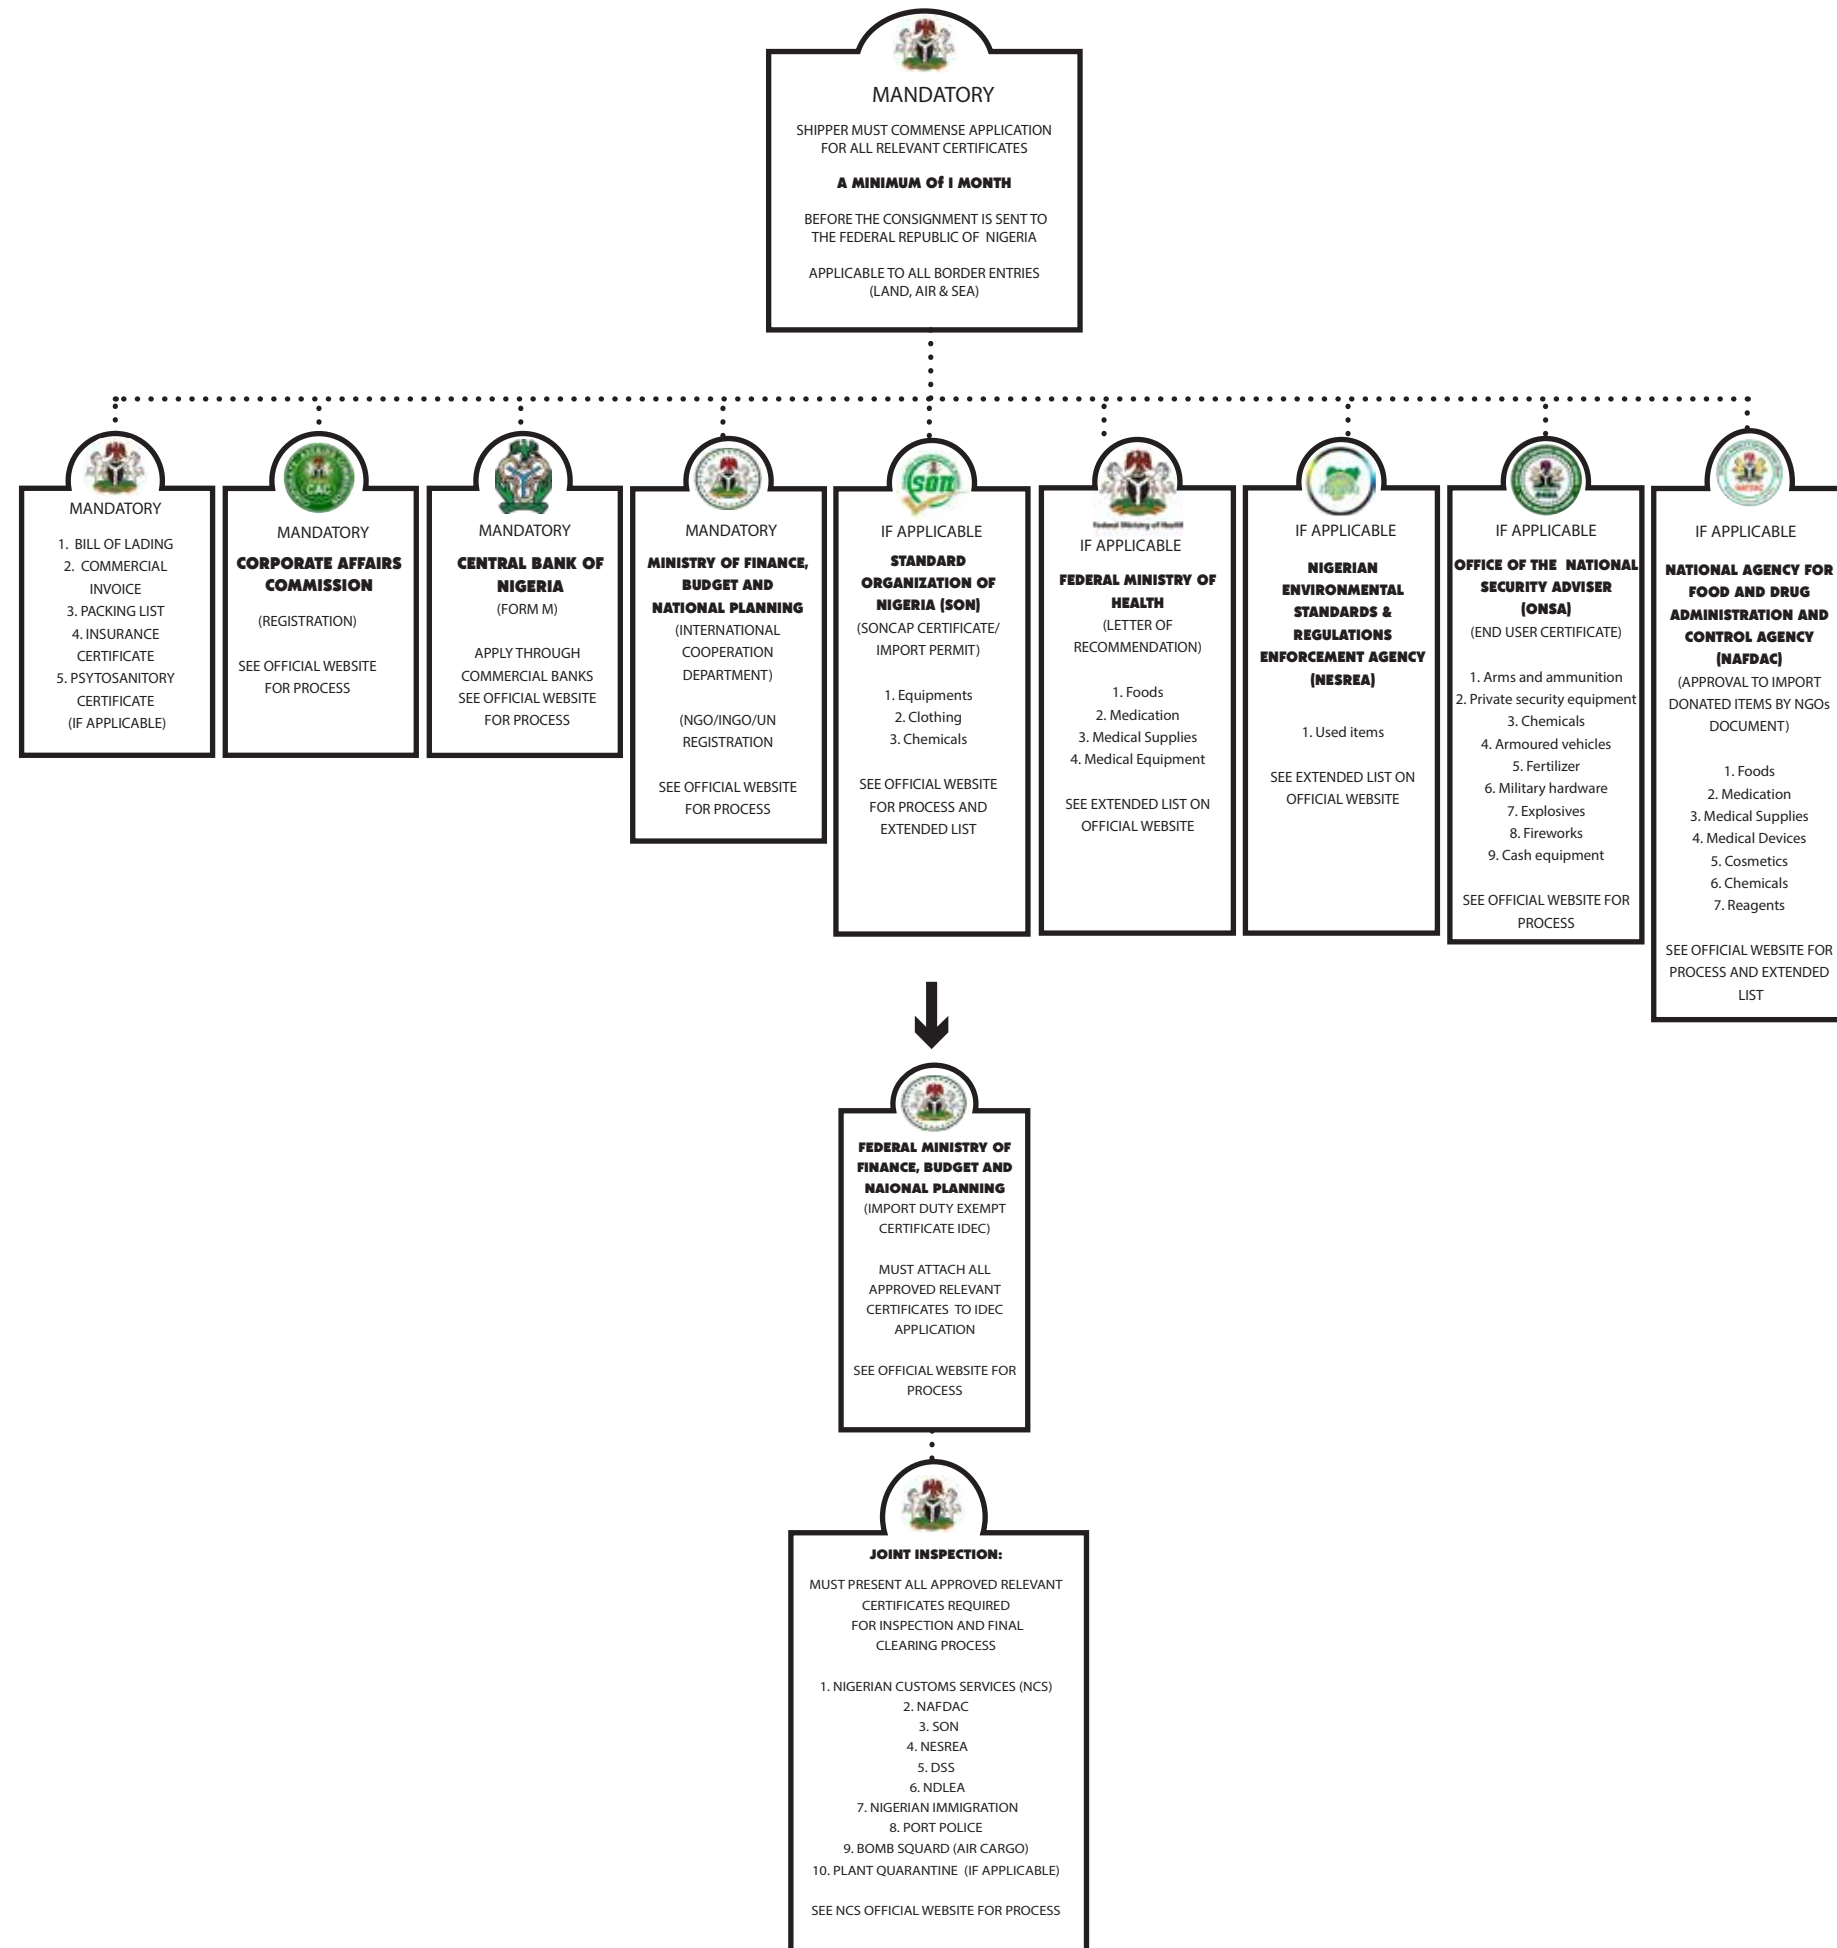 MANDATORY
SHIPPER MUST COMMENSE APPLICATION
FOR ALL RELEVANT CERTIFICATES
A MINIMUM Of I MONTH
BEFORE THE CONSIGNMENT IS SENT TO
THE FEDERAL REPUBLIC OF NIGERIA
APPLICABLE TO ALL BORDER ENTRIES
(LAND, AIR & SEA)
MANDATORY
1. BILL OF LADING
2. COMMERCIAL
INVOICE
3. PACKING LIST
4. INSURANCE
CERTIFICATE
5. PSYTOSANITORY
CERTIFICATE
(IF APPLICABLE)
CAC
MANDATORY
CORPORATE AFFAIRS
COMMISSION
(REGISTRATION)
SEE OFFICIAL WEBSITE
FOR PROCESS
MANDATORY
CENTRAL BANK OF
NIGERIA
(FORM M)
APPLY THROUGH
COMMERCIAL BANKS
SEE OFFICIAL WEBSITE
FOR PROCESS
MANDATORY
MINISTRY OF FINANCE,
BUDGET AND
NATIONAL PLANNING
(INTERNATIONAL
COOPERATION
DEPARTMENT)
(NGO/INGO/UN
REGISTRATION
SEE OFFICIAL WEBSITE
FOR PROCESS
son
IF APPLICABLE
STANDARD
ORGANIZATION OF
NIGERIA (SON)
(SONCAP CERTIFICATE/
IMPORT PERMIT)
1. Equipments
2. Clothing
3. Chemicals
SEE OFFICIAL WEBSITE
FOR PROCESS AND
EXTENDED LIST
Federal Ministry of Health
IF APPLICABLE
FEDERAL MINISTRY OF
HEALTH
(LETTER OF
RECOMMENDATION)
1. Foods
2. Medication
3. Medical Supplies
4. Medical Equipment
SEE EXTENDED LIST ON
OFFICIAL WEBSITE
IF APPLICABLE
NIGERIAN
ENVIRONMENTAL
STANDARDS &
REGULATIONS
ENFORCEMENT AGENCY
(NESREA)
1. Used items
SEE EXTENDED LIST ON
OFFICIAL WEBSITE
IF APPLICABLE
OFFICE OF THE NATIONAL
SECURITY ADVISER
(ONSA)
(END USER CERTIFICATE)
1. Arms and ammunition
2. Private security equipment
3. Chemicals
4. Armoured vehicles
5. Fertilizer
6. Military hardware
7. Explosives
8. Fireworks
9. Cash equipment
SEE OFFICIAL WEBSITE FOR
PROCESS
NAFDAC
IF APPLICABLE
NATIONAL AGENCY FOR
FOOD AND DRUG
ADMINISTRATION AND
CONTROL AGENCY
(NAFDAC)
(APPROVAL TO IMPORT
DONATED ITEMS BY NGOs
DOCUMENT)
1. Foods
2. Medication
3. Medical Supplies
4. Medical Devices
5. Cosmetics
6. Chemicals
7. Reagents
SEE OFFICIAL WEBSITE FOR
PROCESS AND EXTENDED
LIST
FEDERAL MINISTRY OF
FINANCE, BUDGET AND
NAIONAL PLANNING
(IMPORT DUTY EXEMPT
CERTIFICATE IDEC)
MUST ATTACH ALL
APPROVED RELEVANT
CERTIFICATES TO IDEC
APPLICATION
SEE OFFICIAL WEBSITE FOR
PROCESS
JOINT INSPECTION:
MUST PRESENT ALL APPROVED RELEVANT
CERTIFICATES REQUIRED
FOR INSPECTION AND FINAL
CLEARING PROCESS
1. NIGERIAN CUSTOMS SERVICES (NCS)
2. NAFDAC
3. SON
4. NESREA
5. DSS
6. NDLEA
7. NIGERIAN IMMIGRATION
8. PORT POLICE
9. BOMB SQUARD (AIR CARGO)
10. PLANT QUARANTINE (IF APPLICABLE)
SEE NCS OFFICIAL WEBSITE FOR PROCESS